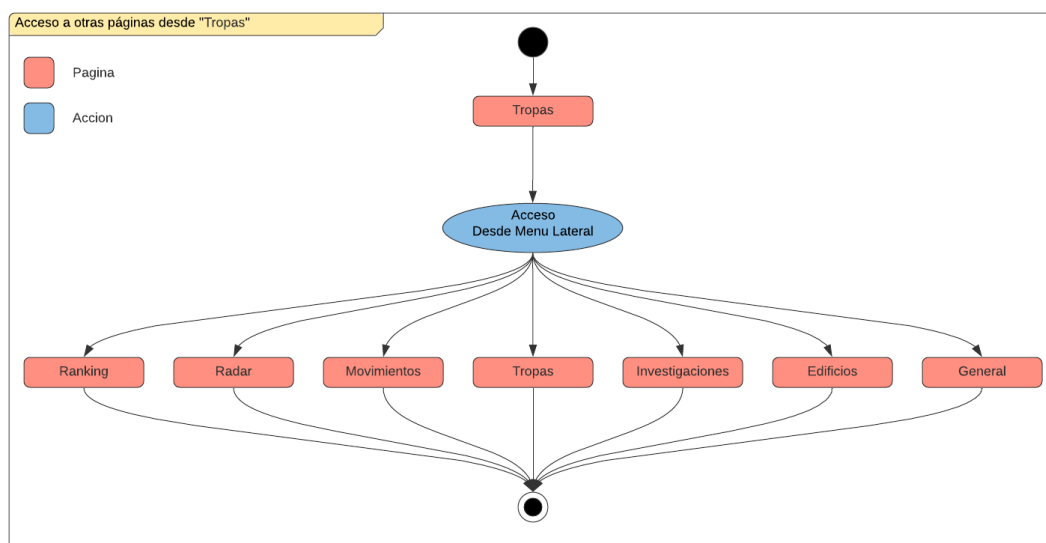 Acceso a otras páginas desde "Tropas"
Pagina
Accion
Tropas
Acceso
Desde Menu Lateral
Ranking
Radar
Movimientos
Tropas
Investigaciones
Edificios
General